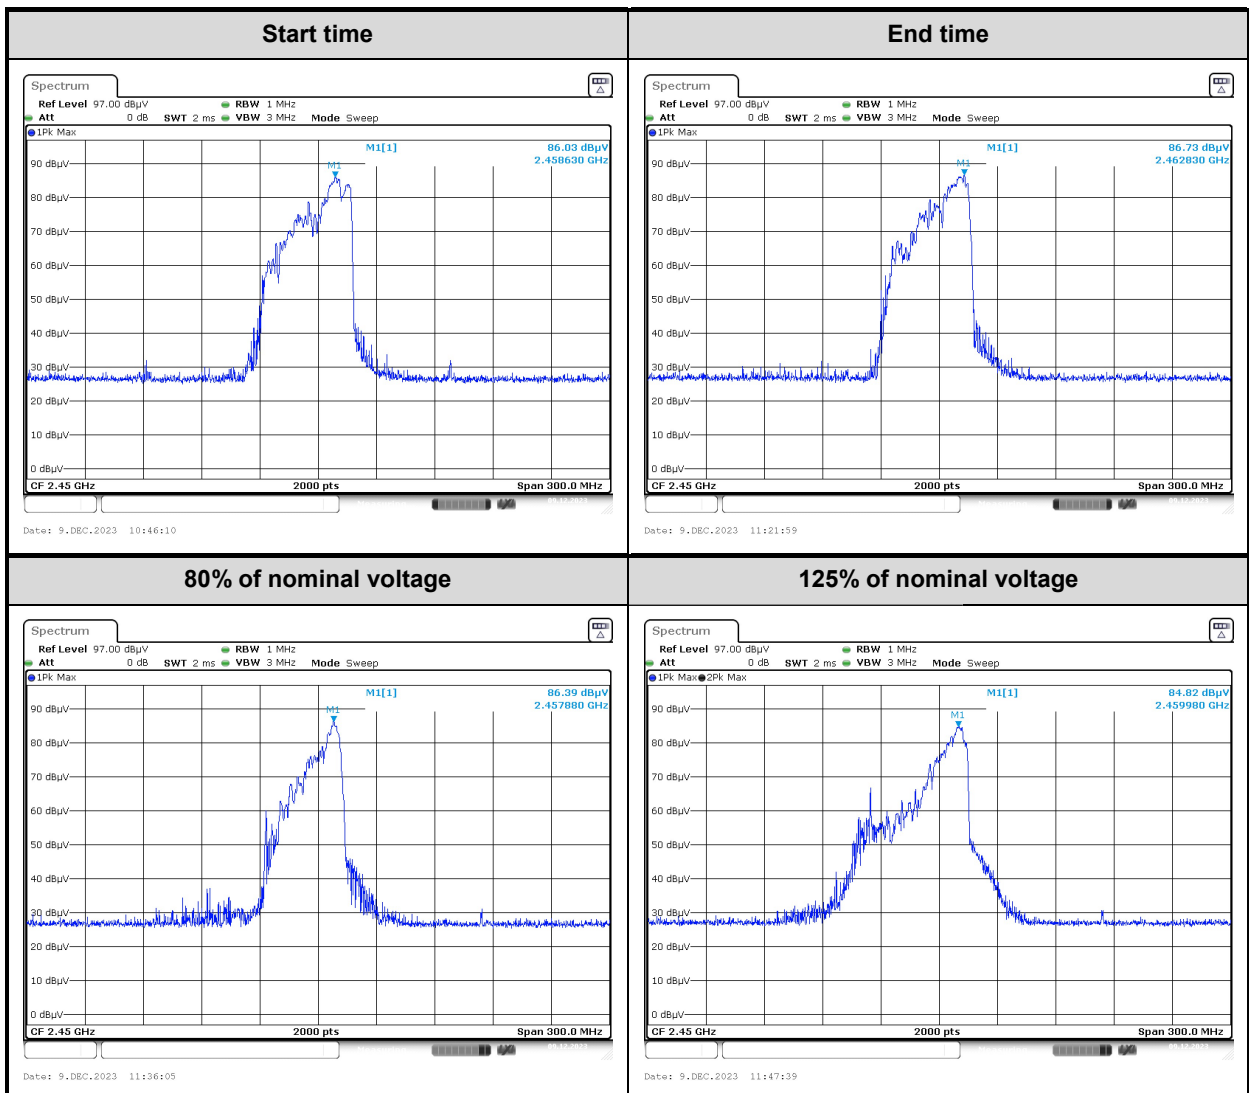 Start time
End time
Spectrum
Ref Level 97.00 dBµV RBW 1 MHz
Att 0 dB SWT 2 ms VBW 3 MHz Mode Sweep
1Pk Max
M1[1] 86.03 dBµV
2.458630 GHz
M1
90 dBµV
80 dBµV
70 dBµV
60 dBµV
50 dBµV
40 dBµV
30 dBµV
20 dBµV
10 dBµV
0 dBµV
CF 2.45 GHz 2000 pts Span 300.0 MHz
Date: 9.DEC.2023 10:46:10
Spectrum
Ref Level 97.00 dBµV RBW 1 MHz
Att 0 dB SWT 2 ms VBW 3 MHz Mode Sweep
1Pk Max
M1[1] 86.73 dBµV
2.462830 GHz
M1
90 dBµV
80 dBµV
70 dBµV
60 dBµV
50 dBµV
40 dBµV
30 dBµV
20 dBµV
10 dBµV
0 dBµV
CF 2.45 GHz 2000 pts Span 300.0 MHz
Date: 9.DEC.2023 11:21:59
80% of nominal voltage
125% of nominal voltage
Spectrum
Ref Level 97.00 dBµV RBW 1 MHz
Att 0 dB SWT 2 ms VBW 3 MHz Mode Sweep
1Pk Max
M1[1] 86.39 dBµV
2.457880 GHz
M1
90 dBµV
80 dBµV
70 dBµV
60 dBµV
50 dBµV
40 dBµV
30 dBµV
20 dBµV
10 dBµV
0 dBµV
CF 2.45 GHz 2000 pts Span 300.0 MHz
Date: 9.DEC.2023 11:36:05
Spectrum
Ref Level 97.00 dBµV RBW 1 MHz
Att 0 dB SWT 2 ms VBW 3 MHz Mode Sweep
1Pk Max 2Pk Max
M1[1] 84.82 dBµV
2.459980 GHz
M1
90 dBµV
80 dBµV
70 dBµV
60 dBµV
50 dBµV
40 dBµV
30 dBµV
20 dBµV
10 dBµV
0 dBµV
CF 2.45 GHz 2000 pts Span 300.0 MHz
Date: 9.DEC.2023 11:47:39